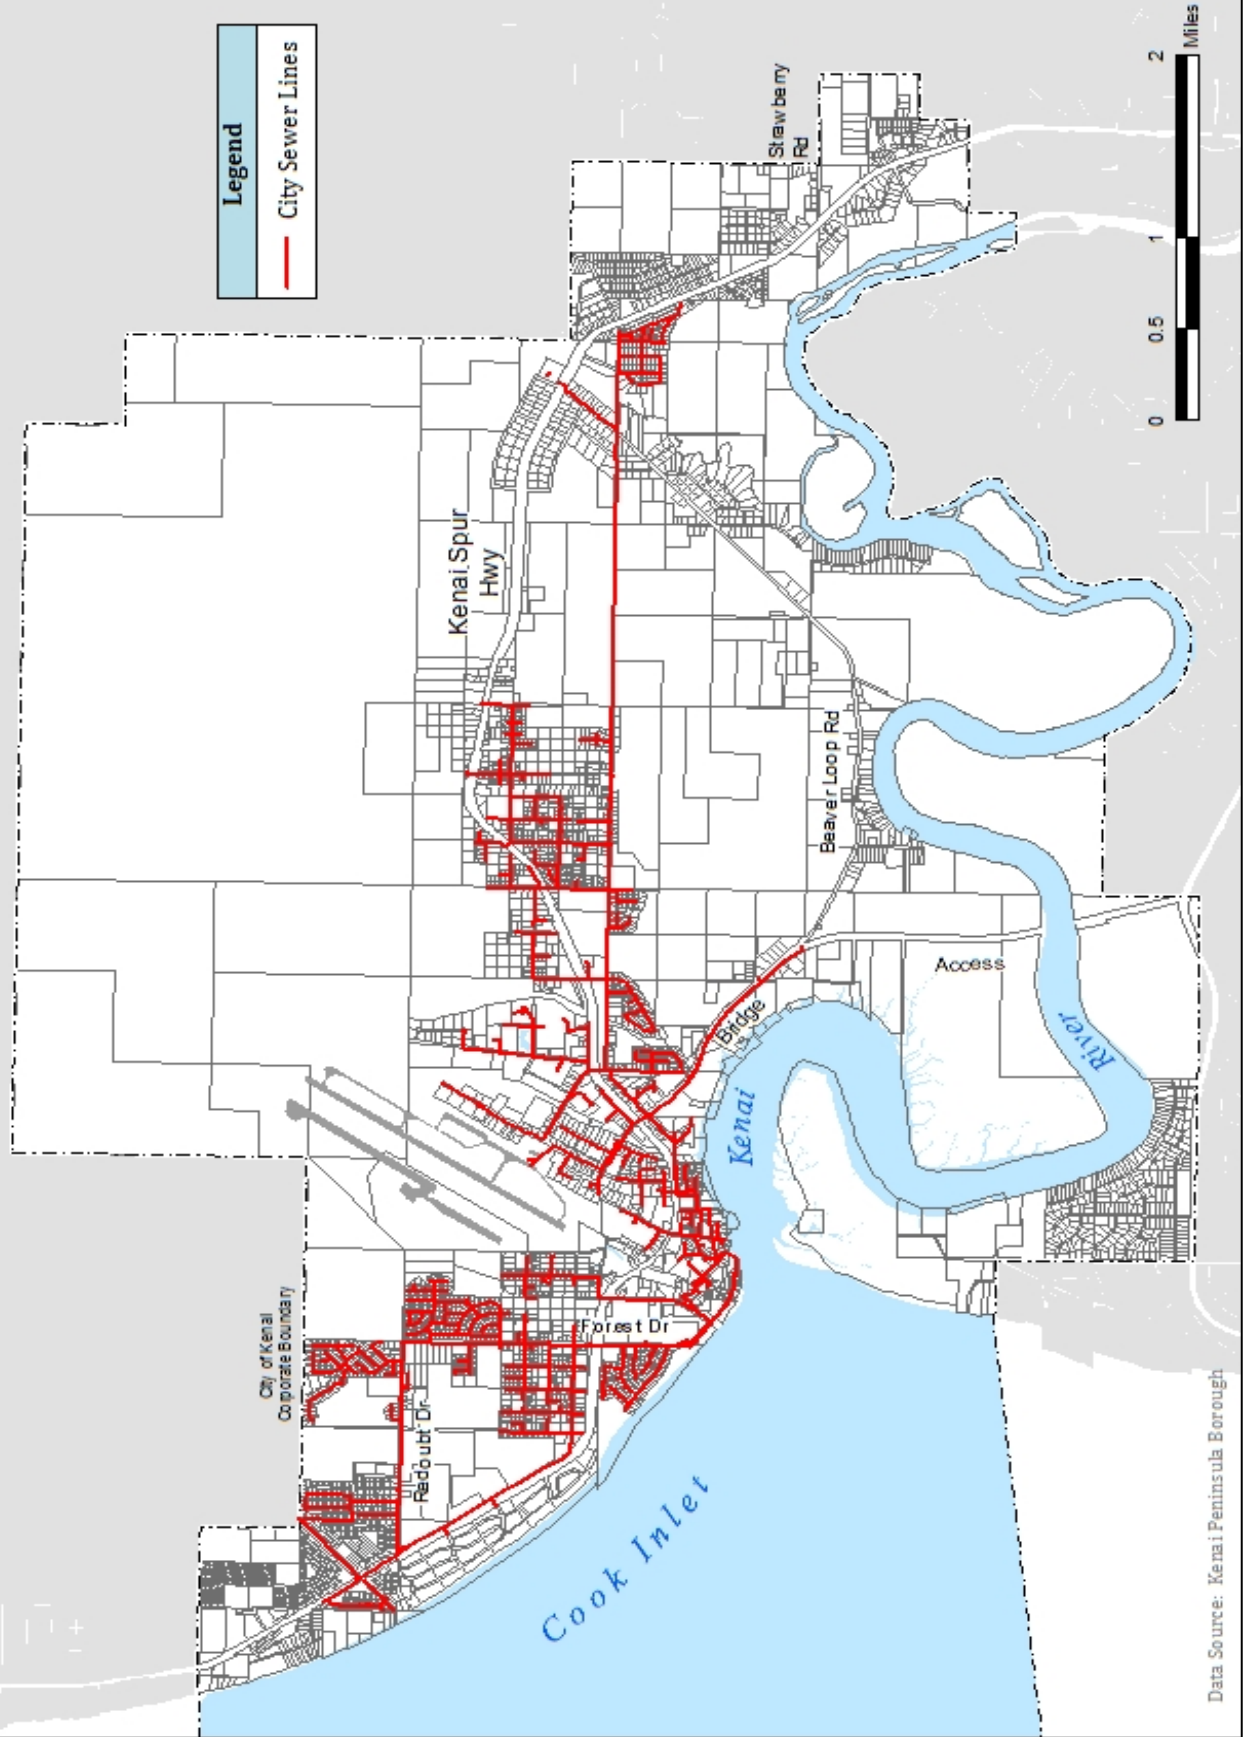 Legend
City Sewer Lines
Strawberry
Rd
Kenai Spur
Hwy
0 0.5 1 2
Miles
Beaver Loop Rd
Access
Bridge
Kenai
River
City of Kenai
Corporate Boundary
Forest Dr
Redoubt Dr
Cook Inlet
Data Source: Kenai Peninsula Borough